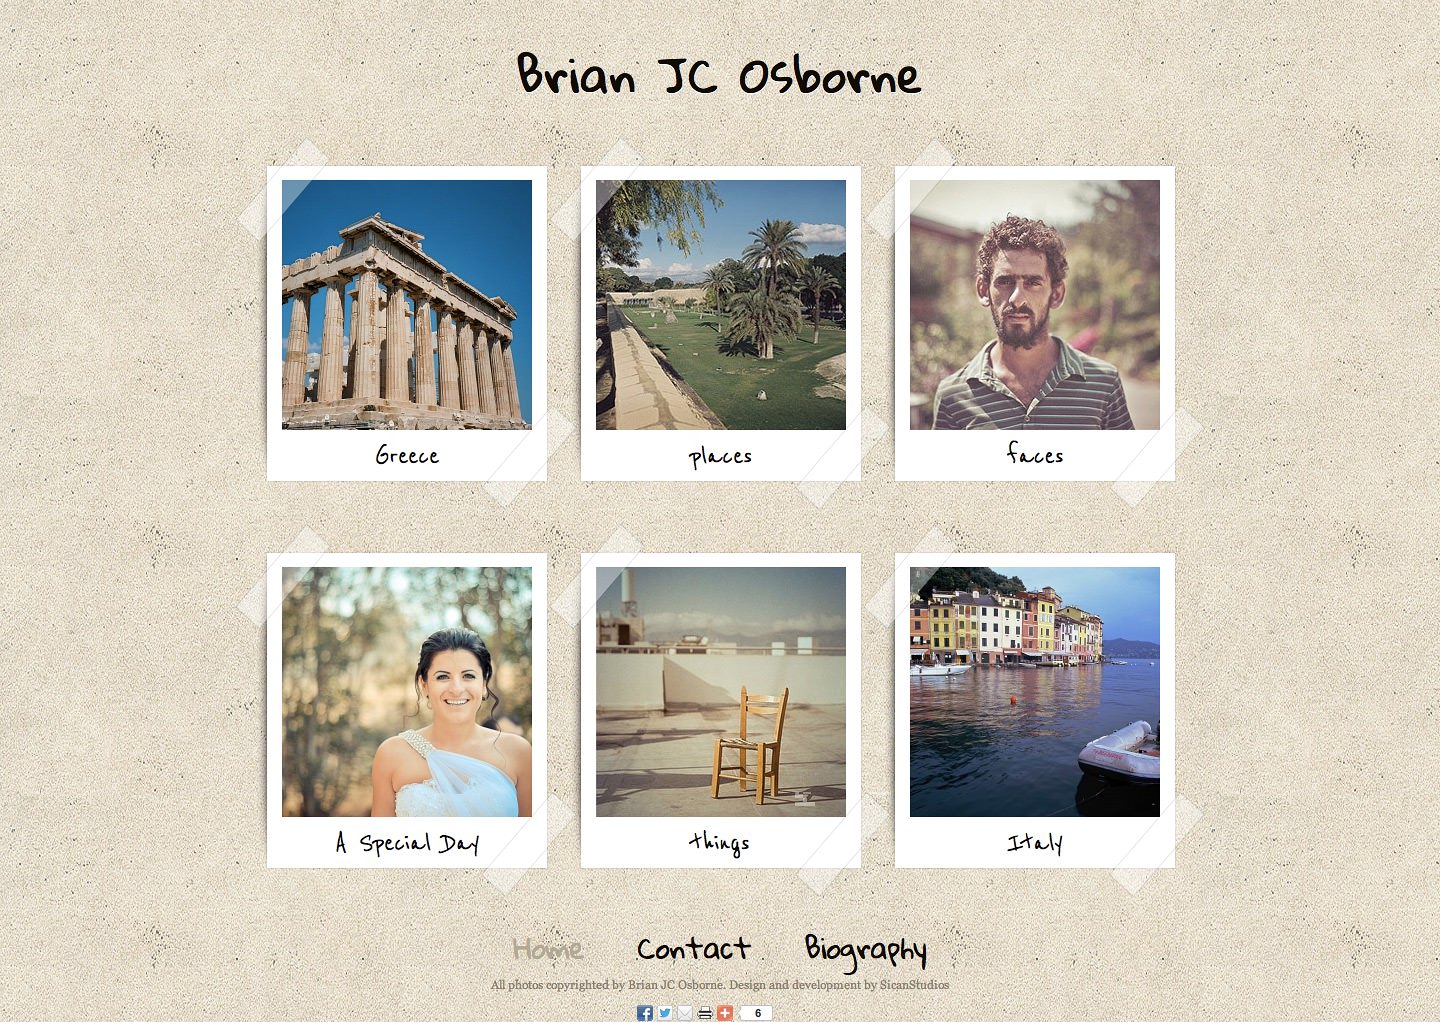 Brian JC Osborne
Greece
places
faces
A Special Day
things
Italy
Home
Contact
Biography
All photos copyrighted by Brian JC Osborne. Design and development by SicanStudios
6